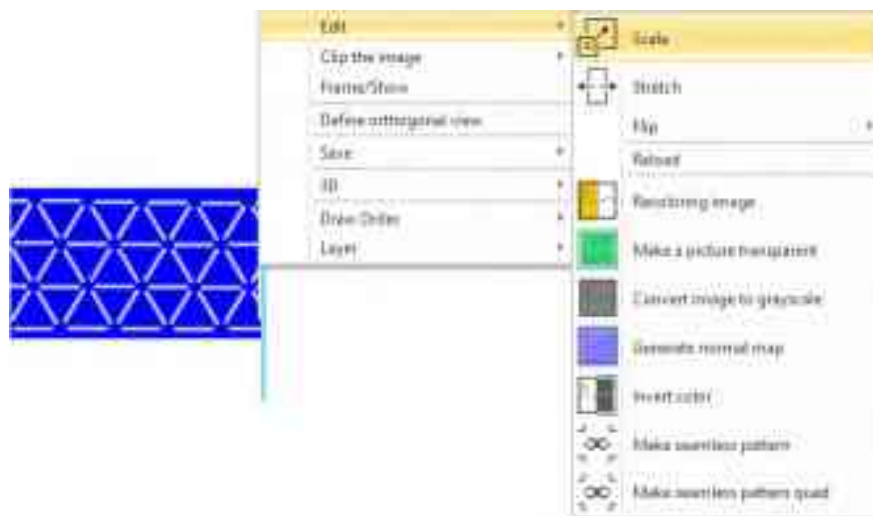 Edit
Clip the image
Frame/Show
Define orthogonal view
Save
3D
Draw Order
Layer
Scale
Stretch
Flip
Reload
Recoloring image
Make a picture transparent
Convert image to grayscale
Generate normal map
Invert color
Make seamless pattern
Make seamless pattern quad